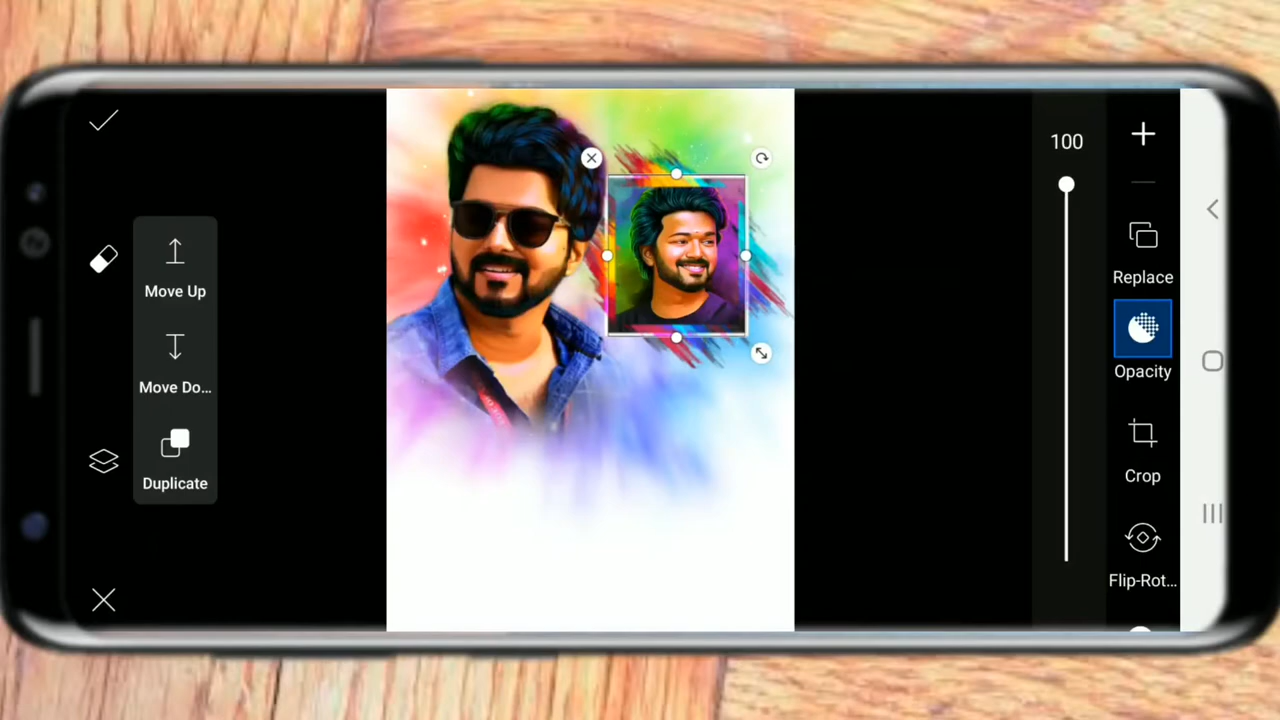 Move Up
Move Do...
Duplicate
100
Replace
Opacity
Crop
Flip-Rot...